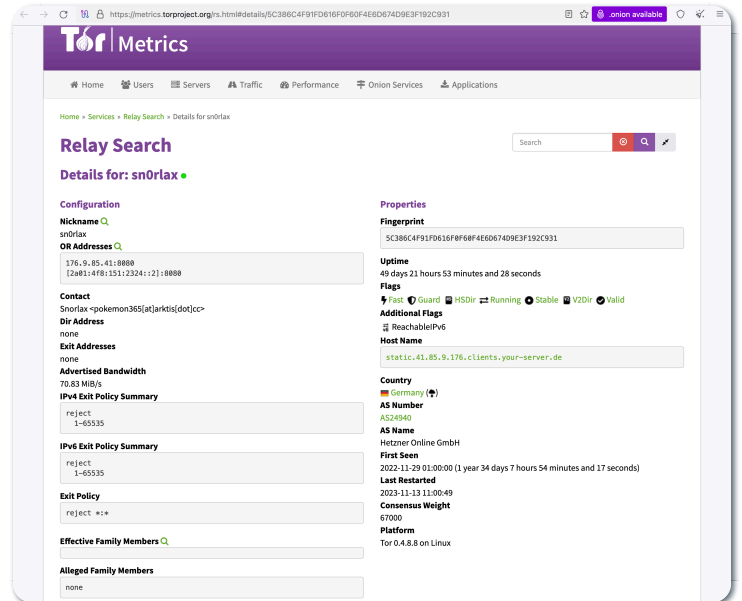 https://metrics.torproject.org/rs.html#details/5C386C4F91FD616F0F60F4E6D674D9E3F192C931
.onion available
Tor Metrics
Home
Users
Servers
Traffic
Performance
Onion Services
Applications
Home » Services » Relay Search » Details for sn0rlax
Relay Search
Search
Details for: sn0rlax
Configuration
Nickname
sn0rlax
OR Addresses
176.9.85.41:8080
[2a01:4f8:151:2324::2]:8080
Contact
Snorlax <pokemon365[at]arktis[dot]cc>
Dir Address
none
Exit Addresses
none
Advertised Bandwidth
70.83 MiB/s
IPv4 Exit Policy Summary
reject
1-65535
IPv6 Exit Policy Summary
reject
1-65535
Exit Policy
reject *:*
Effective Family Members
Alleged Family Members
none
Properties
Fingerprint
5C386C4F91FD616F0F60F4E6D674D9E3F192C931
Uptime
49 days 21 hours 53 minutes and 28 seconds
Flags
Fast Guard HSDir Running Stable V2Dir Valid
Additional Flags
ReachableIPv6
Host Name
static.41.85.9.176.clients.your-server.de
Country
Germany ( )
AS Number
AS24940
AS Name
Hetzner Online GmbH
First Seen
2022-11-29 01:00:00 (1 year 34 days 7 hours 54 minutes and 17 seconds)
Last Restarted
2023-11-13 11:00:49
Consensus Weight
67000
Platform
Tor 0.4.8.8 on Linux